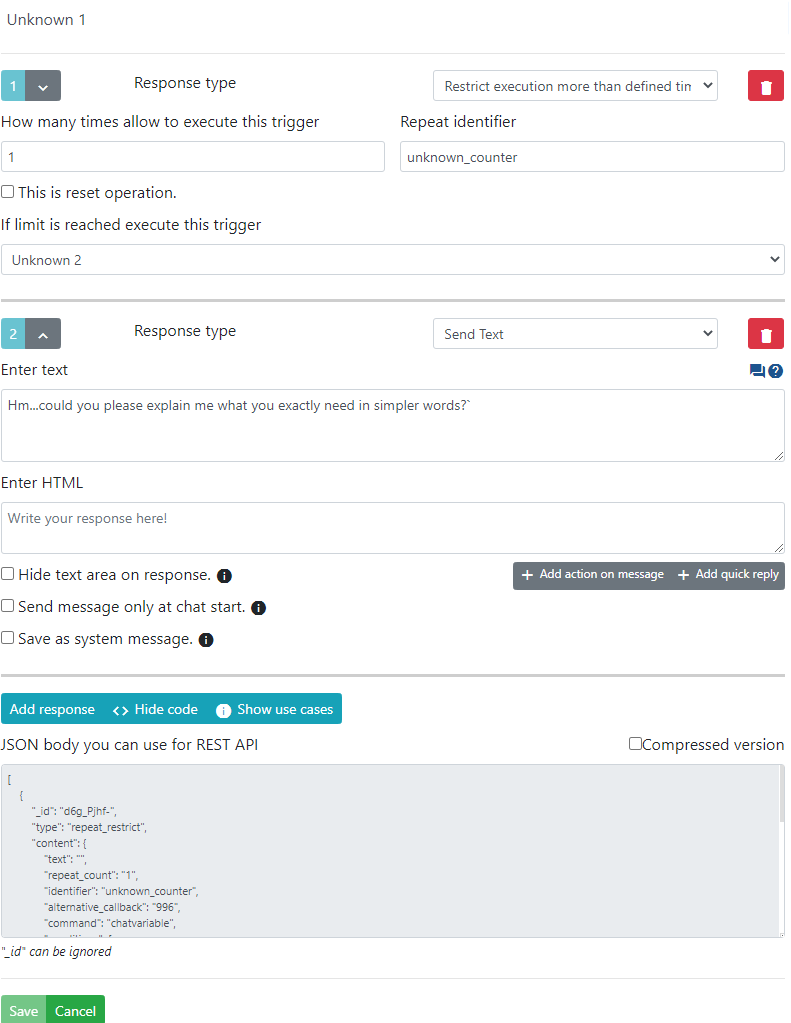 Unknown 1
1 Response type Restrict execution more than defined tim
How many times allow to execute this trigger Repeat identifier
1 unknown_counter
This is reset operation.
If limit is reached execute this trigger
Unknown 2
2 Response type Send Text
Enter text
Hm...could you please explain me what you exactly need in simpler words?`
Enter HTML
Write your response here!
Hide text area on response. Add action on message Add quick reply
Send message only at chat start.
Save as system message.
Add response Hide code Show use cases
JSON body you can use for REST API Compressed version
[
{
"_id": "d6g_Pjhf-",
"type": "repeat_restrict",
"content": {
"text": "",
"repeat_count": "1",
"identifier": "unknown_counter",
"alternative_callback": "996",
"command": "chatvariable",
"_id" can be ignored
Save Cancel